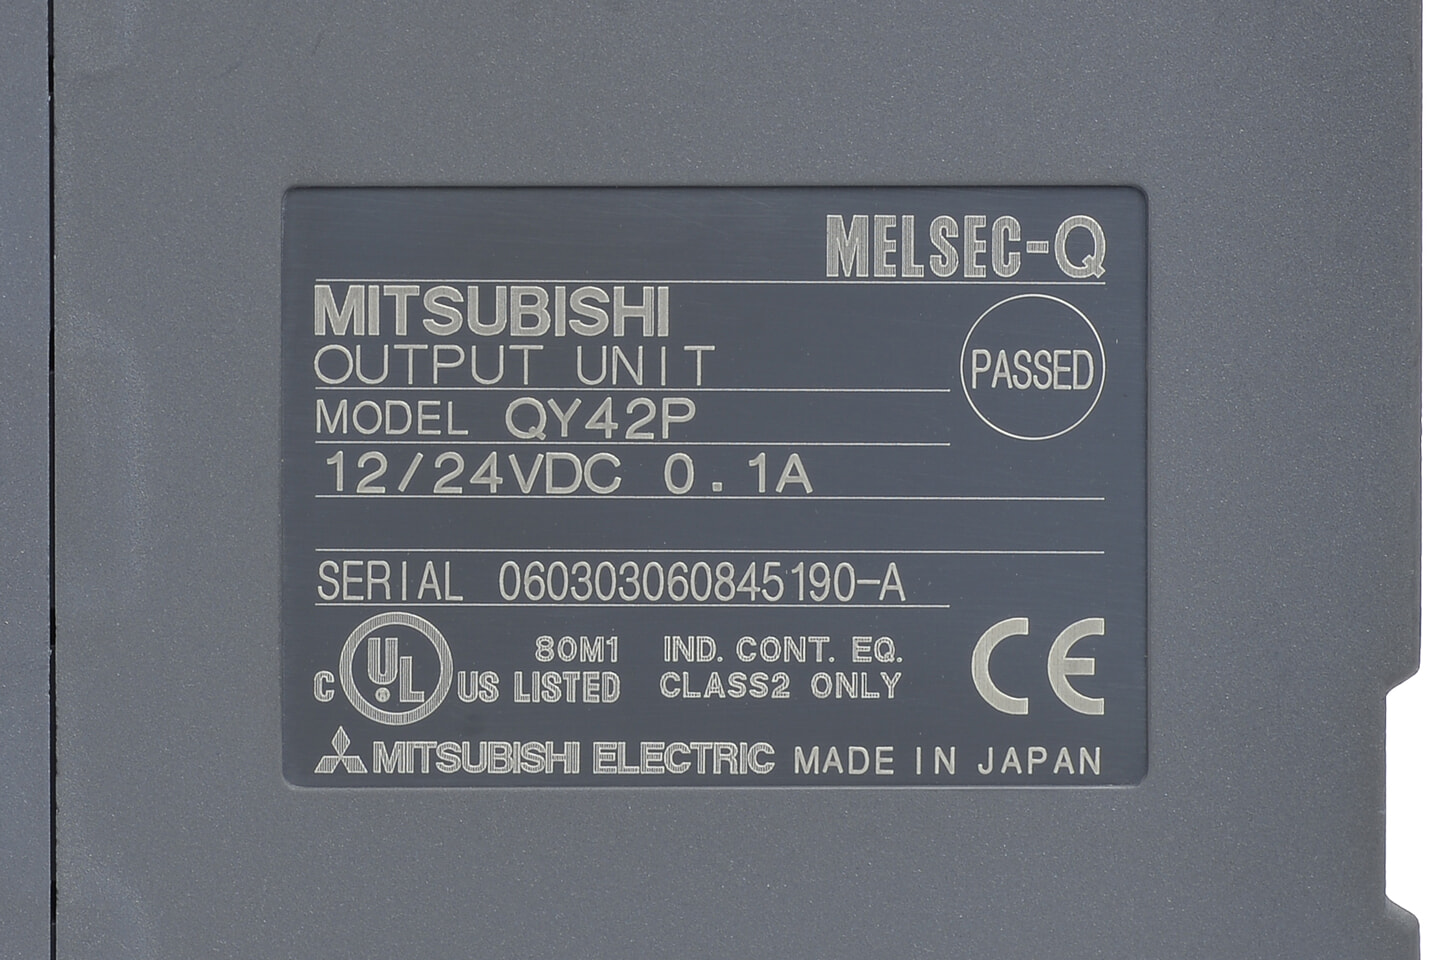 MELSEC-Q
MITSUBISHI
OUTPUT UNIT
PASSED
MODEL QY42P
12/24VDC 0.1A
SERIAL 060303060845190-A
C UL ® US LISTED
80M1 IND. CONT. EQ.
CLASS2 ONLY
CE
MITSUBISHI ELECTRIC MADE IN JAPAN